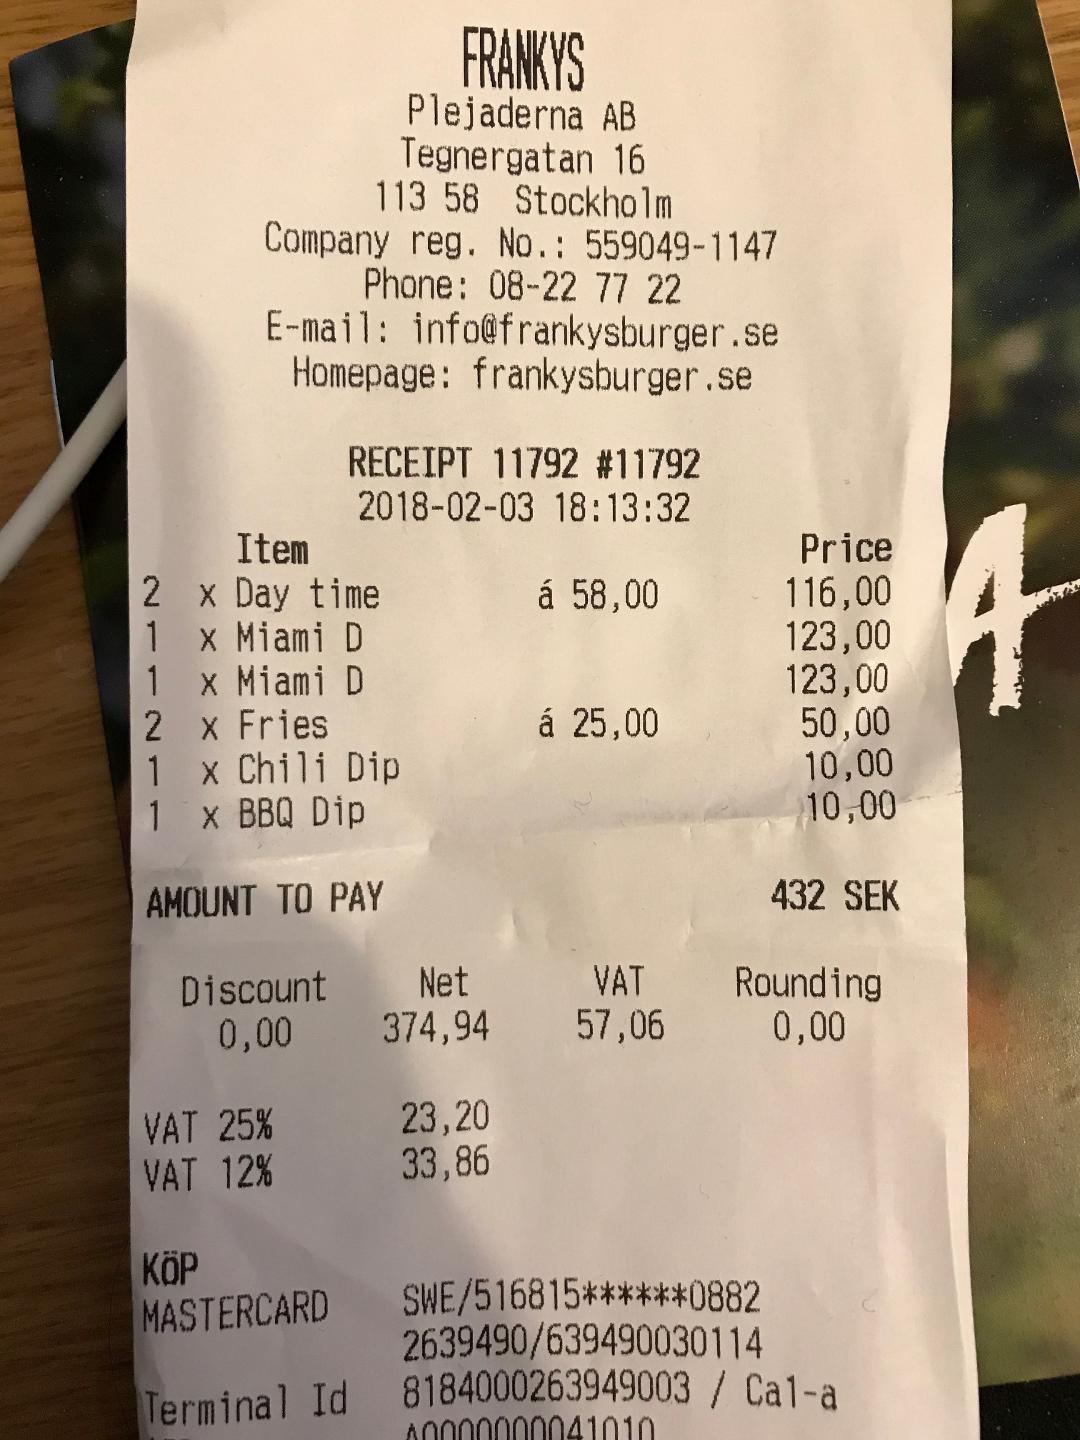 FRANKYS
Plejaderna AB
Tegnergatan 16
113 58 Stockholm
Company reg. No.: 559049-1147
Phone: 08-22 77 22
E-mail: info@frankysburger.se
Homepage: frankysburger.se
RECEIPT 11792 #11792
2018-02-03 18:13:32
Item Price
2 x Day time á 58,00 116,00
1 x Miami D 123,00
1 x Miami D 123,00
2 x Fries á 25,00 50,00
1 x Chili Dip 10,00
1 x BBQ Dip 10,00
AMOUNT TO PAY 432 SEK
Discount Net VAT Rounding
0,00 374,94 57,06 0,00
VAT 25% 23,20
VAT 12% 33,86
KöP
MASTERCARD SWE/516815******0882
2639490/639490030114
Terminal Id 8184000263949003 / Cal-a
A0000000041010
A